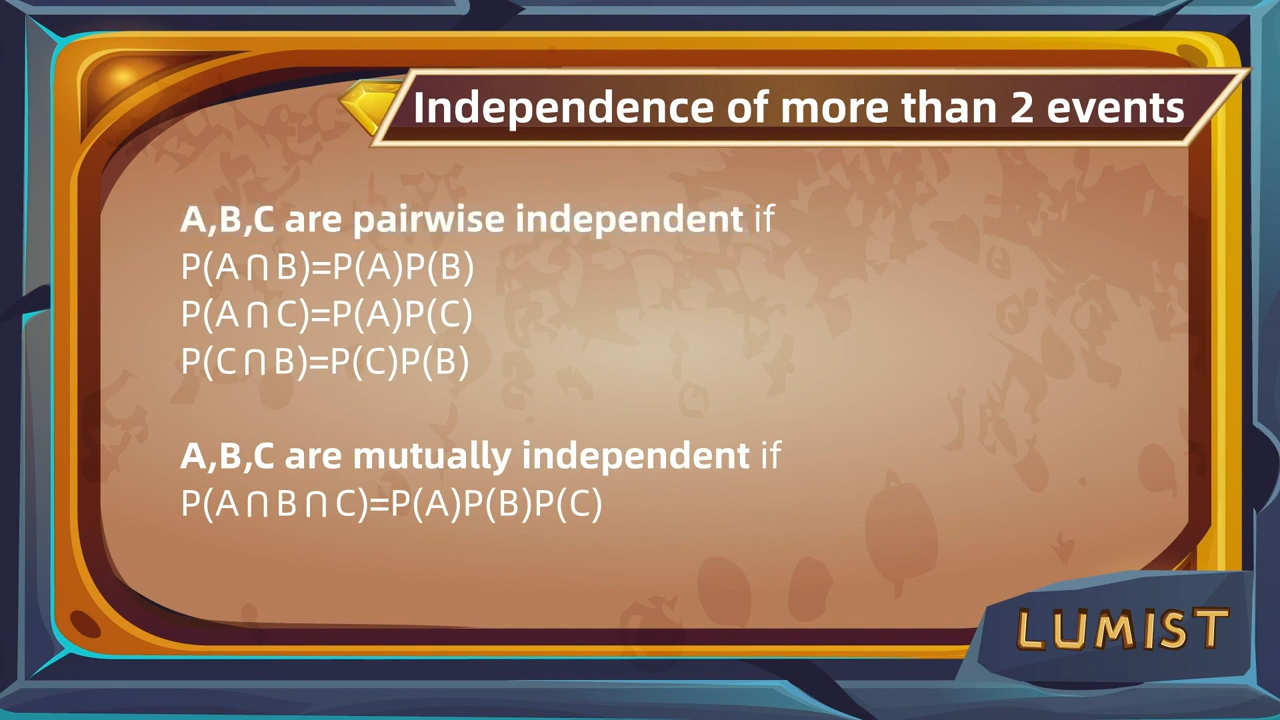 Independence of more than 2 events
A,B,C are pairwise independent if
P(A∩B)=P(A)P(B)
P(A∩C)=P(A)P(C)
P(C∩B)=P(C)P(B)
A,B,C are mutually independent if
P(A∩B∩C)=P(A)P(B)P(C)
LUMIST